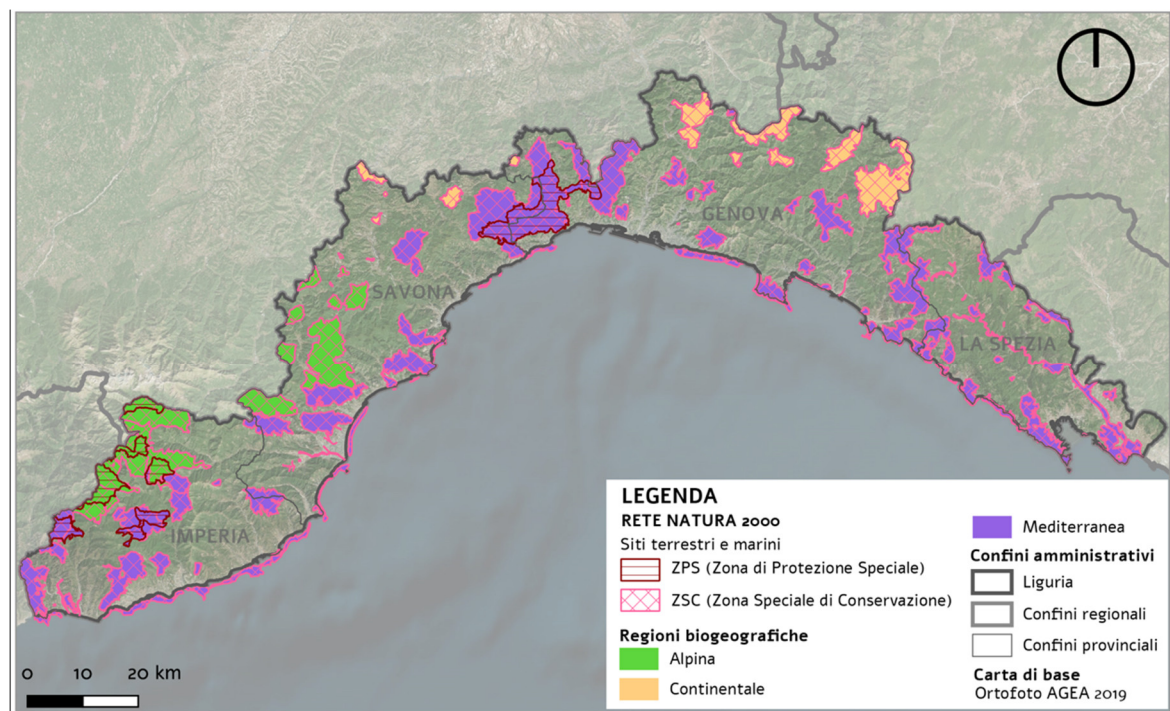 GENOVA
SAVONA
LA SPEZIA
IMPERIA
0 10 20 km
LEGENDA
RETE NATURA 2000
Siti terrestri e marini
ZPS (Zona di Protezione Speciale)
ZSC (Zona Speciale di Conservazione)
Regioni biogeografiche
Alpina
Continentale
Mediterranea
Confini amministrativi
Liguria
Confini regionali
Confini provinciali
Carta di base
Ortofoto AGEA 2019